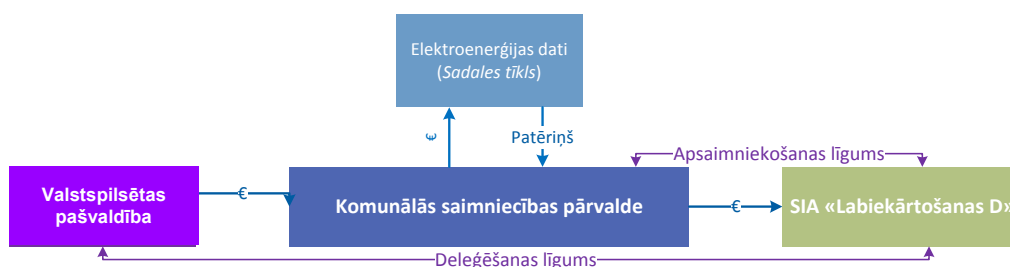 Elektroenerģijas dati
(Sadales tīkls)
€
Patēriņš
Apsaimniekošanas līgums
Valstspilsētas
pašvaldība
€
Komunālās saimniecības pārvalde
€
SIA «Labiekārtošanas D»
Deleģēšanas līgums